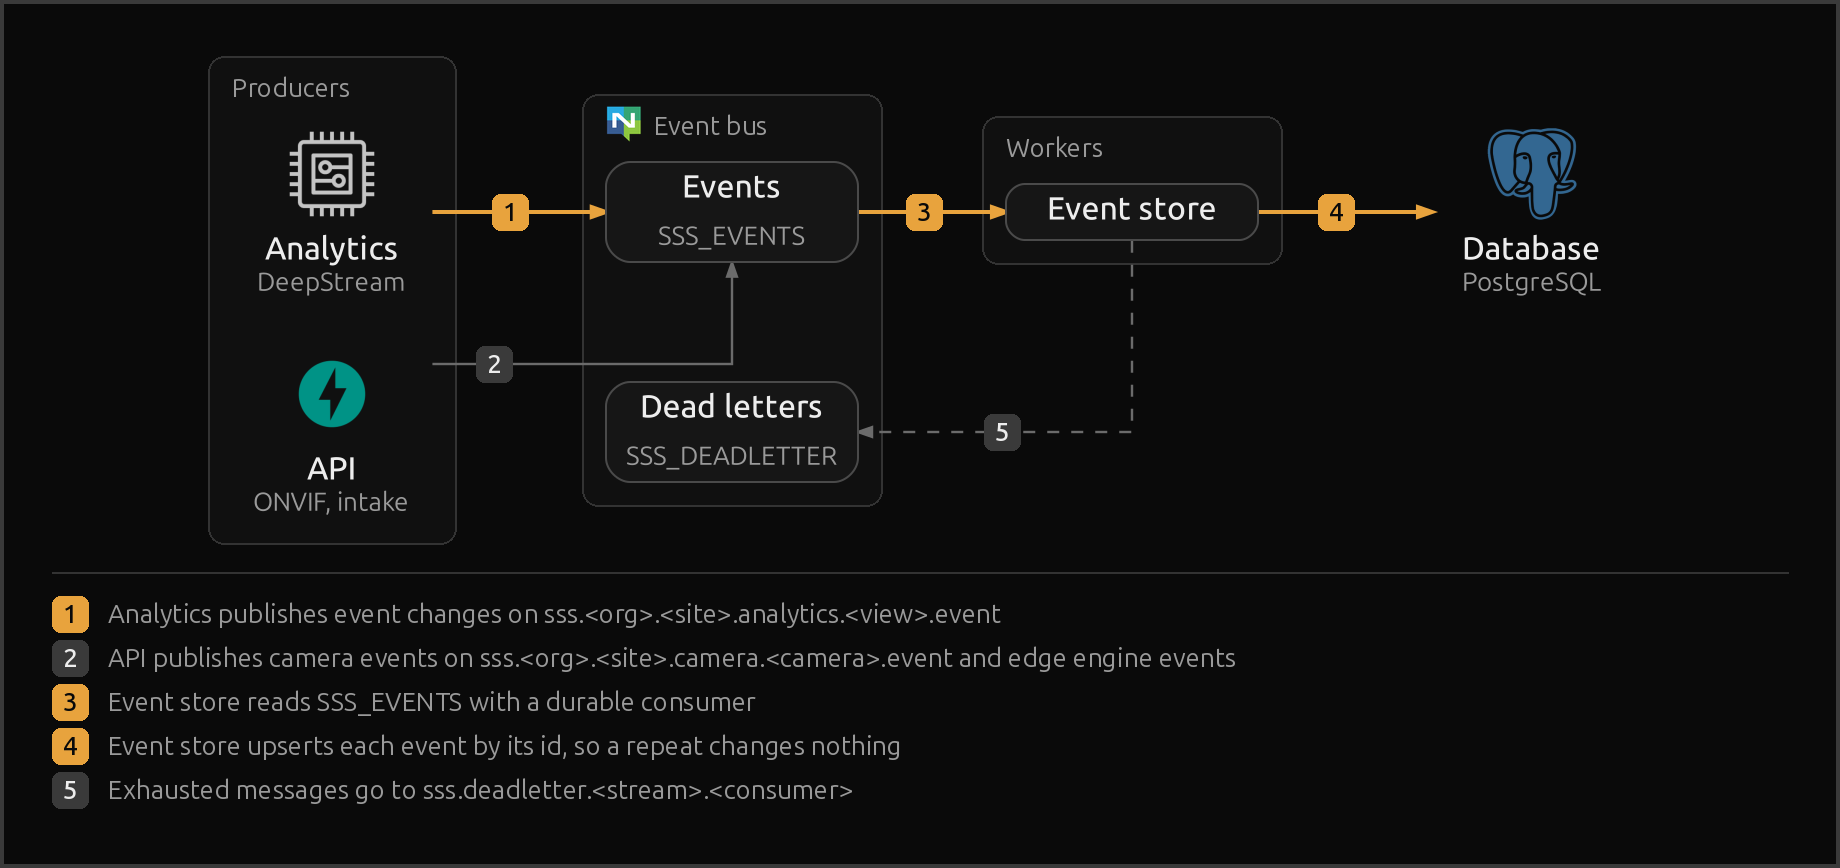 Producers
Analytics
DeepStream
API
ONVIF, intake
1
2
N
Event bus
Events
SSS_EVENTS
Dead letters
SSS_DEADLETTER
3
Workers
Event store
4
5
Database
PostgreSQL
1 Analytics publishes event changes on sss.<org>.<site>.analytics.<view>.event
2 API publishes camera events on sss.<org>.<site>.camera.<camera>.event and edge engine events
3 Event store reads SSS_EVENTS with a durable consumer
4 Event store upserts each event by its id, so a repeat changes nothing
5 Exhausted messages go to sss.deadletter.<stream>.<consumer>